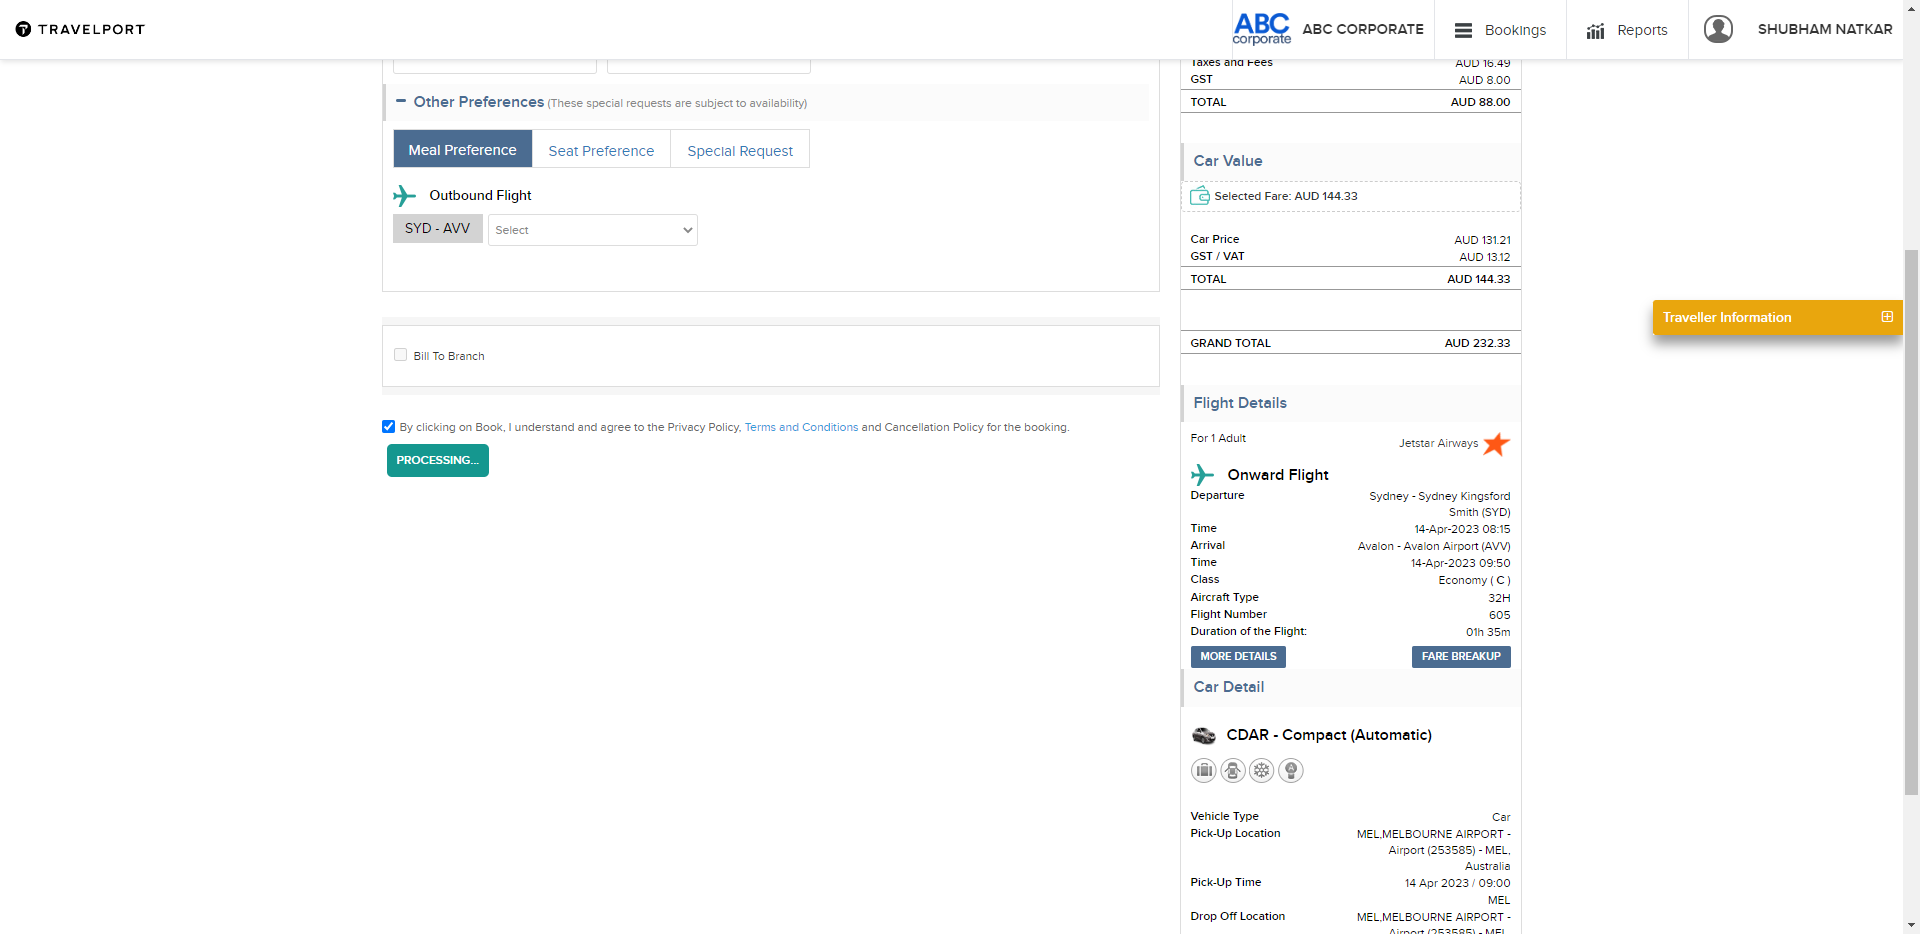 TRAVELPORT
ABC
corporate
ABC CORPORATE
Bookings
Reports
SHUBHAM NATKAR
Other Preferences (These special requests are subject to availability)
Meal Preference
Seat Preference
Special Request
Outbound Flight
SYD - AVV
Select
Bill To Branch
By clicking on Book, I understand and agree to the Privacy Policy, Terms and Conditions and Cancellation Policy for the booking.
PROCESSING...
Taxes and Fees AUD 16.49
GST AUD 8.00
TOTAL AUD 88.00
Car Value
Selected Fare: AUD 144.33
Car Price AUD 131.21
GST / VAT AUD 13.12
TOTAL AUD 144.33
GRAND TOTAL AUD 232.33
Flight Details
For 1 Adult Jetstar Airways
Onward Flight
Departure Sydney - Sydney Kingsford
Smith (SYD)
Time 14-Apr-2023 08:15
Arrival Avalon - Avalon Airport (AVV)
Time 14-Apr-2023 09:50
Class Economy ( C )
Aircraft Type 32H
Flight Number 605
Duration of the Flight: 01h 35m
MORE DETAILS FARE BREAKUP
Car Detail
CDAR - Compact (Automatic)
Vehicle Type Car
Pick-Up Location MEL,MELBOURNE AIRPORT -
Airport (253585) - MEL,
Australia
Pick-Up Time 14 Apr 2023 / 09:00
MEL
Drop Off Location MEL,MELBOURNE AIRPORT -
Airport (253585) - MEL,
Traveller Information